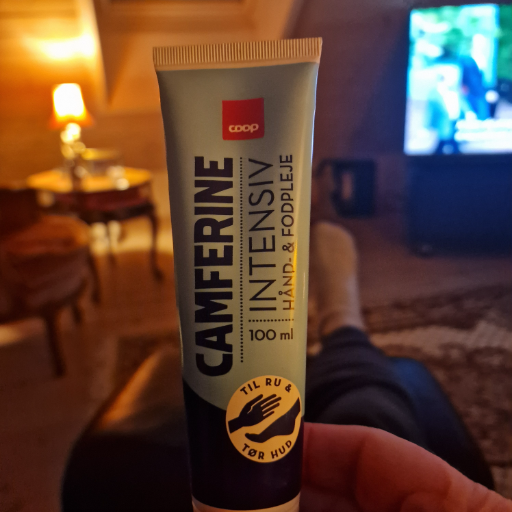 coop
CAMFERINE
INTENSIV
HÅND- & FODPLEJE
100 ml
TIL RU &
TØR HUD